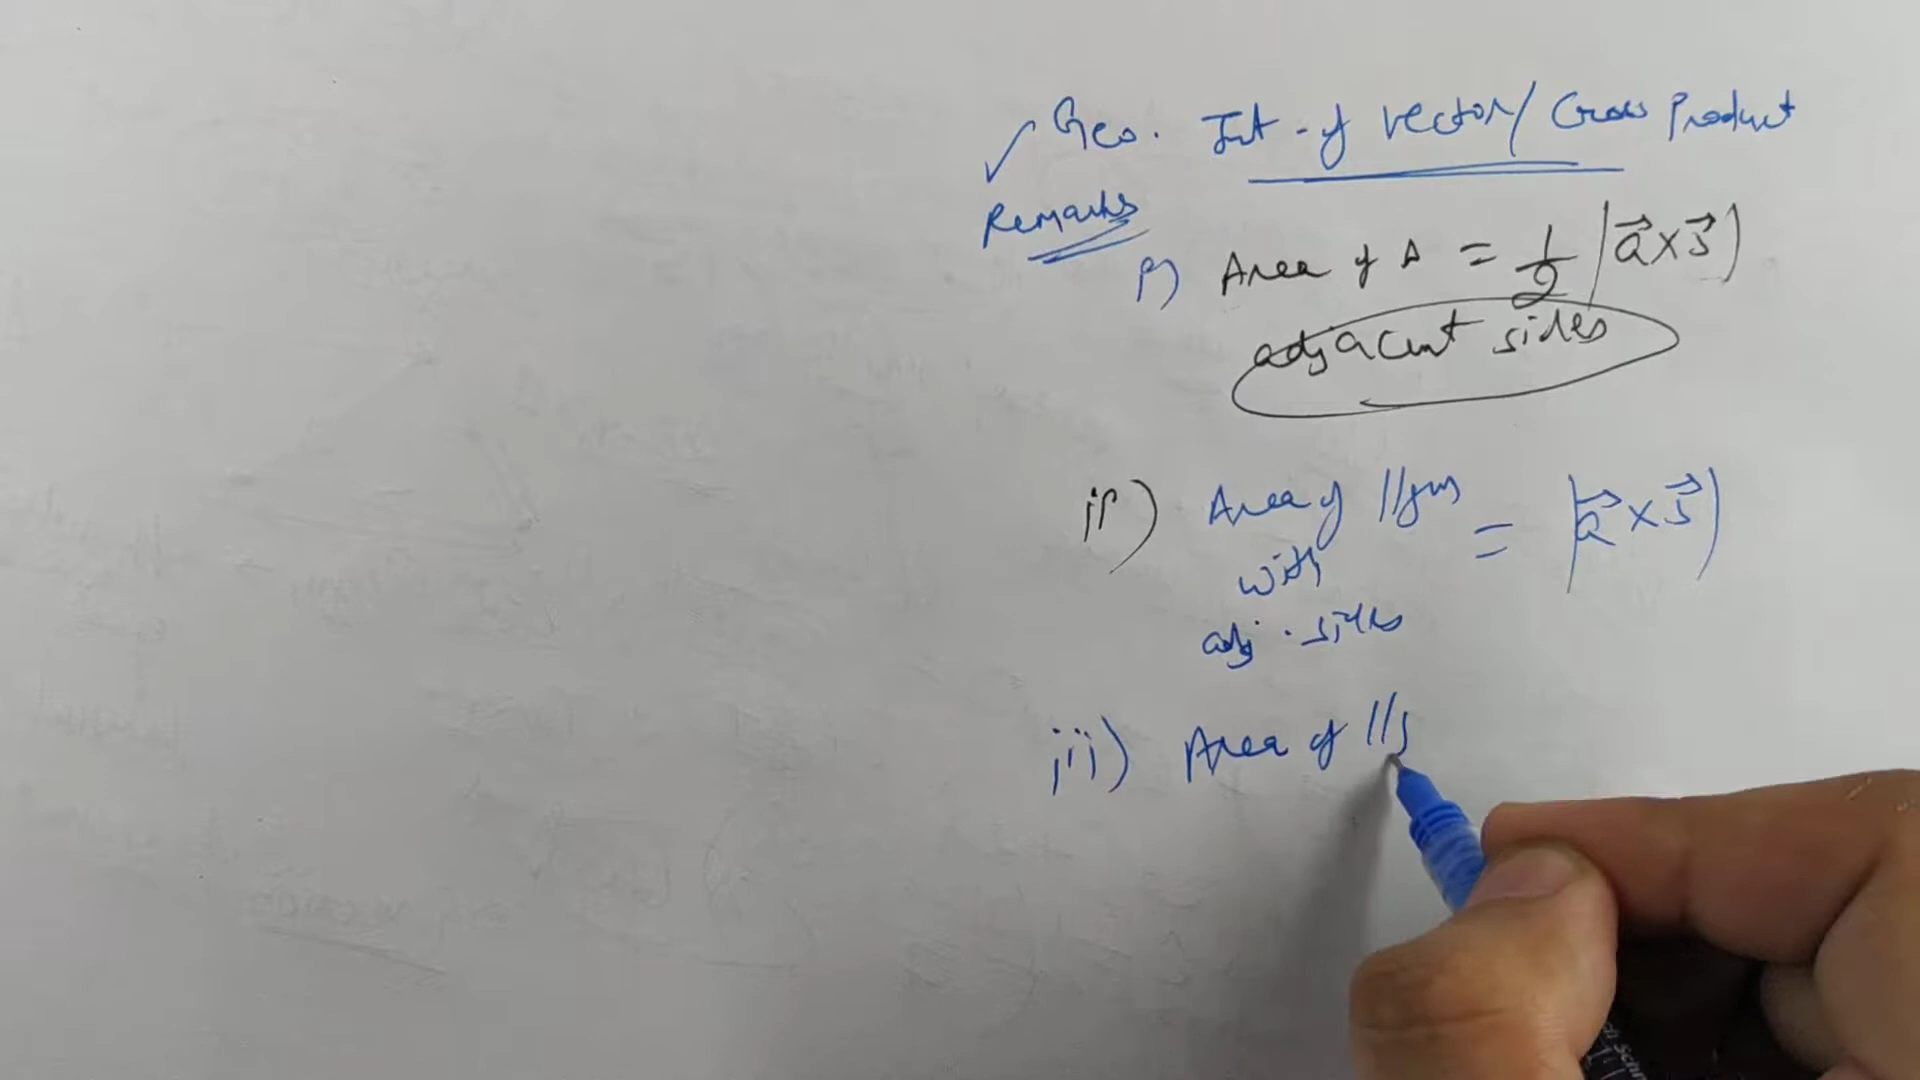 ✓ Geo. Int. of vector/Cross Product
Remarks
i) Area of Δ = 1/2 |a⃗ × b⃗|
adjacent sides
ii) Area of //gm = |a⃗ × b⃗|
with
adj. sides
iii) Area of //g